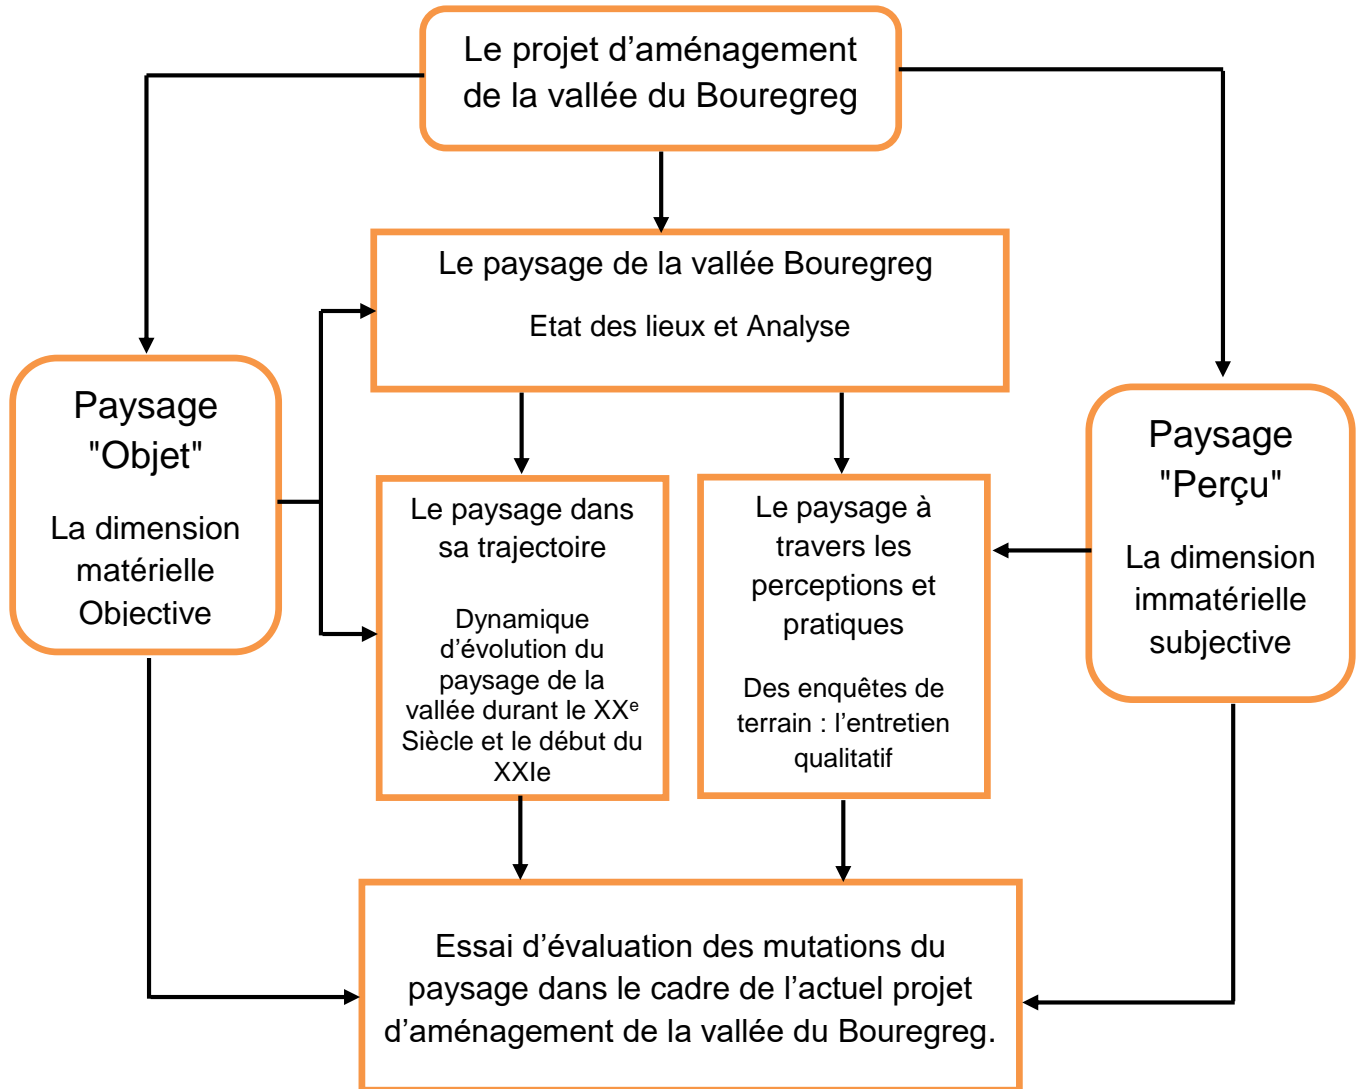 Le projet d’aménagement
de la vallée du Bouregreg
Le paysage de la vallée Bouregreg
Etat des lieux et Analyse
Paysage
"Objet"
La dimension
matérielle
Objective
Le paysage dans
sa trajectoire
Dynamique
d’évolution du
paysage de la
vallée durant le XXᵉ
Siècle et le début du
XXIe
Le paysage à
travers les
perceptions et
pratiques
Des enquêtes de
terrain : l’entretien
qualitatif
Paysage
"Perçu"
La dimension
immatérielle
subjective
Essai d’évaluation des mutations du
paysage dans le cadre de l’actuel projet
d’aménagement de la vallée du Bouregreg.